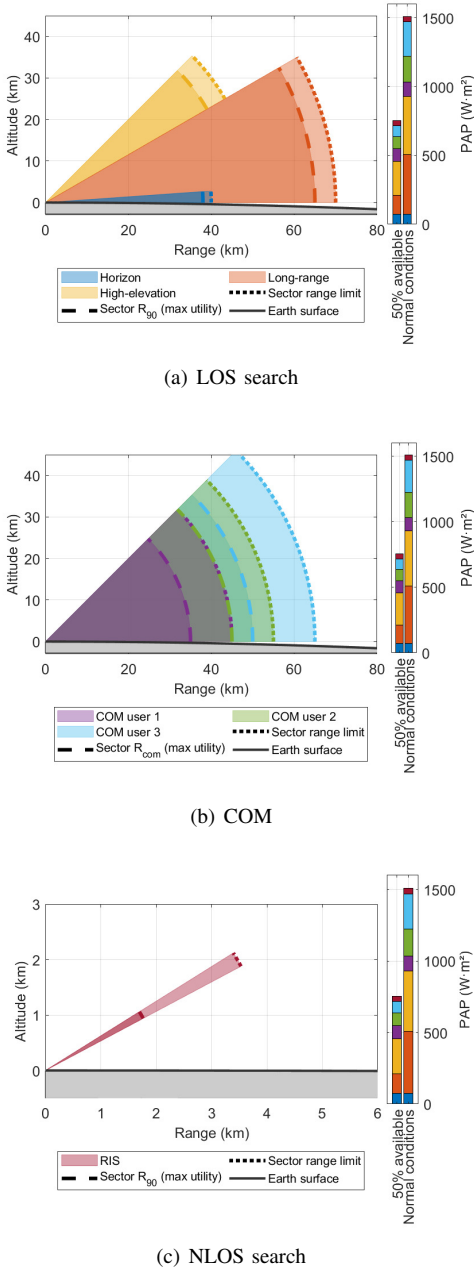 40
30
20
10
0
Altitude (km)
0 20 40 60 80
Range (km)
1500
1000
500
0
PAP (W·m²)
50% available
Normal conditions
Horizon Long-range
High-elevation Sector range limit
Sector R90 (max utility) Earth surface
(a) LOS search
40
30
20
10
0
Altitude (km)
0 20 40 60 80
Range (km)
1500
1000
500
0
PAP (W·m²)
50% available
Normal conditions
COM user 1 COM user 2
COM user 3 Sector range limit
Sector Rcom (max utility) Earth surface
(b) COM
3
2
1
0
Altitude (km)
0 1 2 3 4 5 6
Range (km)
1500
1000
500
0
PAP (W·m²)
50% available
Normal conditions
RIS Sector range limit
Sector R90 (max utility) Earth surface
(c) NLOS search